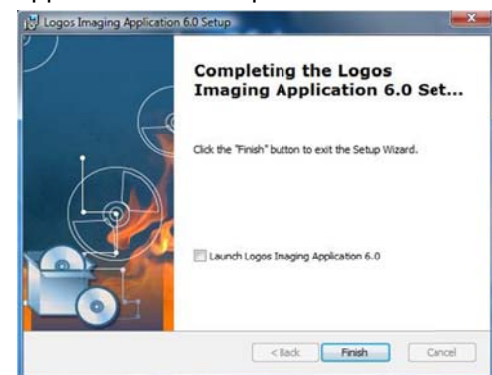 Logos Imaging Application 6.0 Setup
Completing the Logos
Imaging Application 6.0 Set...
Click the "Finish" button to exit the Setup Wizard.
Launch Logos Imaging Application 6.0
< Back Finish Cancel